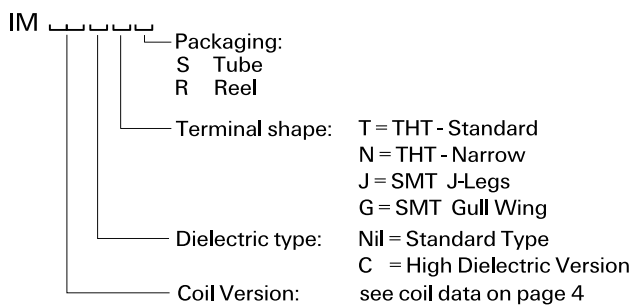 IM
Packaging:
S Tube
R Reel
Terminal shape: T = THT - Standard
N = THT - Narrow
J = SMT J-Legs
G = SMT Gull Wing
Dielectric type: Nil = Standard Type
C = High Dielectric Version
Coil Version: see coil data on page 4